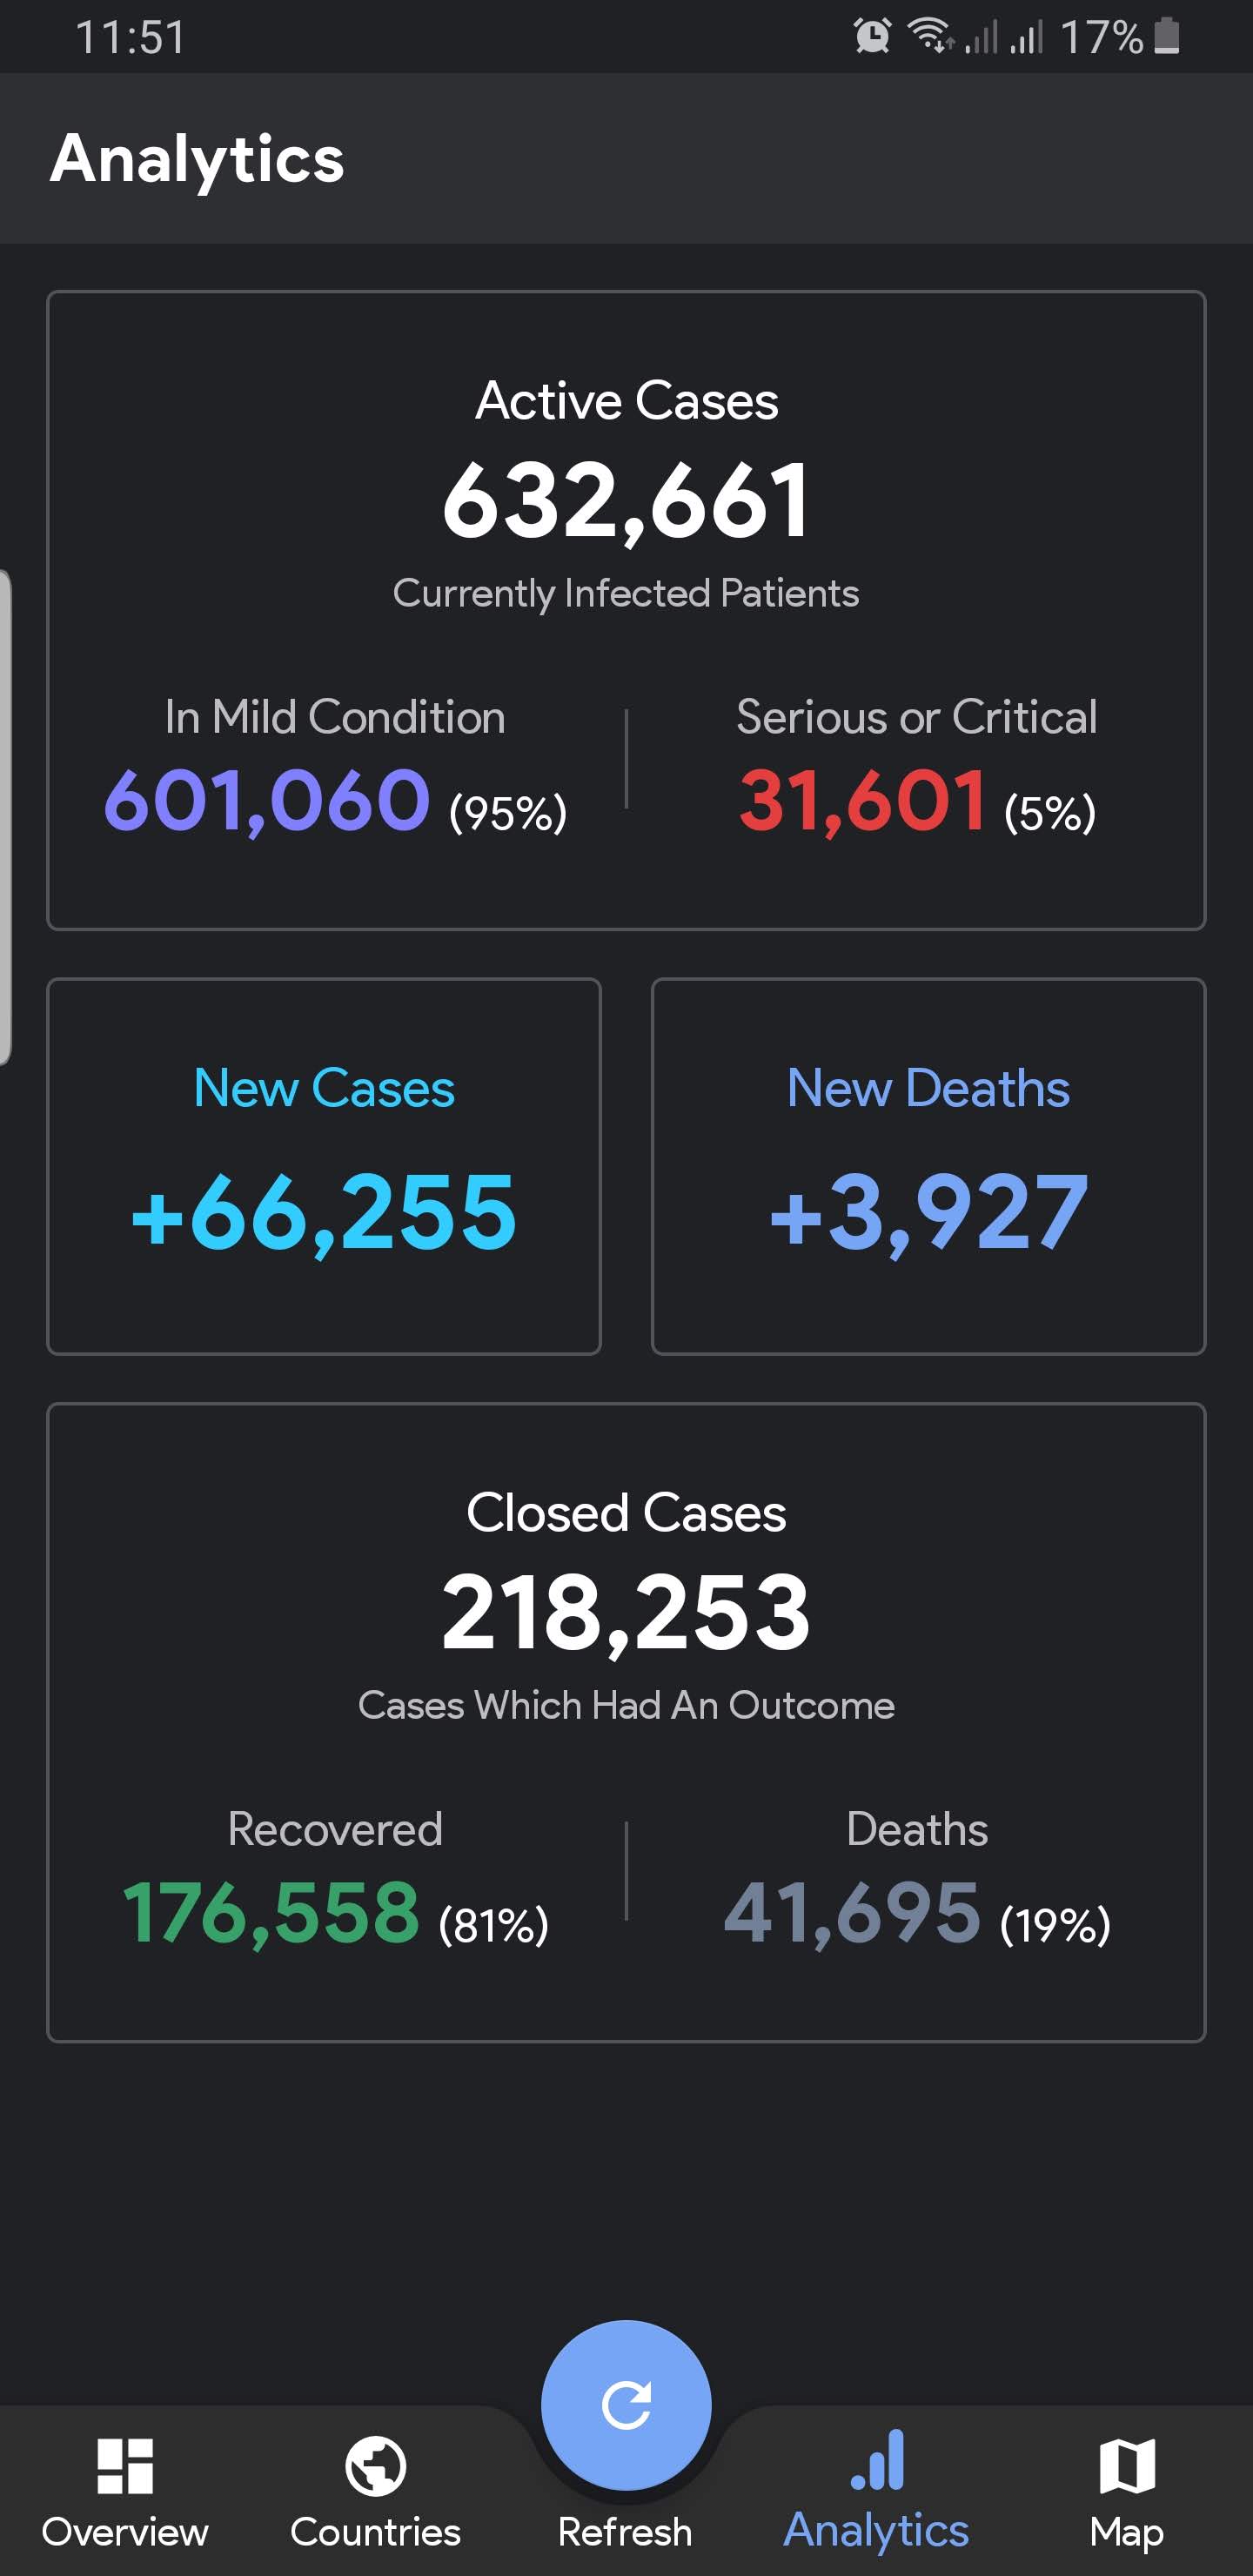 11:51 17%
Analytics
Active Cases
632,661
Currently Infected Patients
In Mild Condition
601,060 (95%)
Serious or Critical
31,601 (5%)
New Cases
+66,255
New Deaths
+3,927
Closed Cases
218,253
Cases Which Had An Outcome
Recovered
176,558 (81%)
Deaths
41,695 (19%)
Overview Countries Refresh Analytics Map